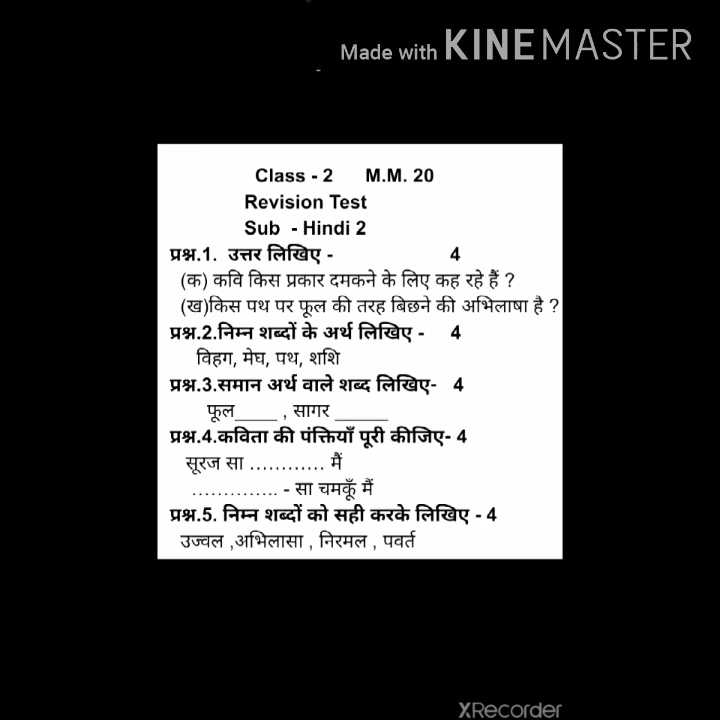 Made with KINEMASTER
Class - 2 M.M. 20
Revision Test
Sub - Hindi 2
प्रश्न.1. उत्तर लिखिए - 4
(क) कवि किस प्रकार दमकने के लिए कह रहे हैं ?
(ख)किस पथ पर फूल की तरह बिछने की अभिलाषा है ?
प्रश्न.2.निम्न शब्दों के अर्थ लिखिए - 4
विहग, मेघ, पथ, शशि
प्रश्न.3.समान अर्थ वाले शब्द लिखिए- 4
फूल____ , सागर _____
प्रश्न.4.कविता की पंक्तियाँ पूरी कीजिए- 4
सूरज सा ............ मैं
.............. - सा चमकूँ मैं
प्रश्न.5. निम्न शब्दों को सही करके लिखिए - 4
उज्वल ,अभिलासा , निरमल , पवर्त
XRecorder